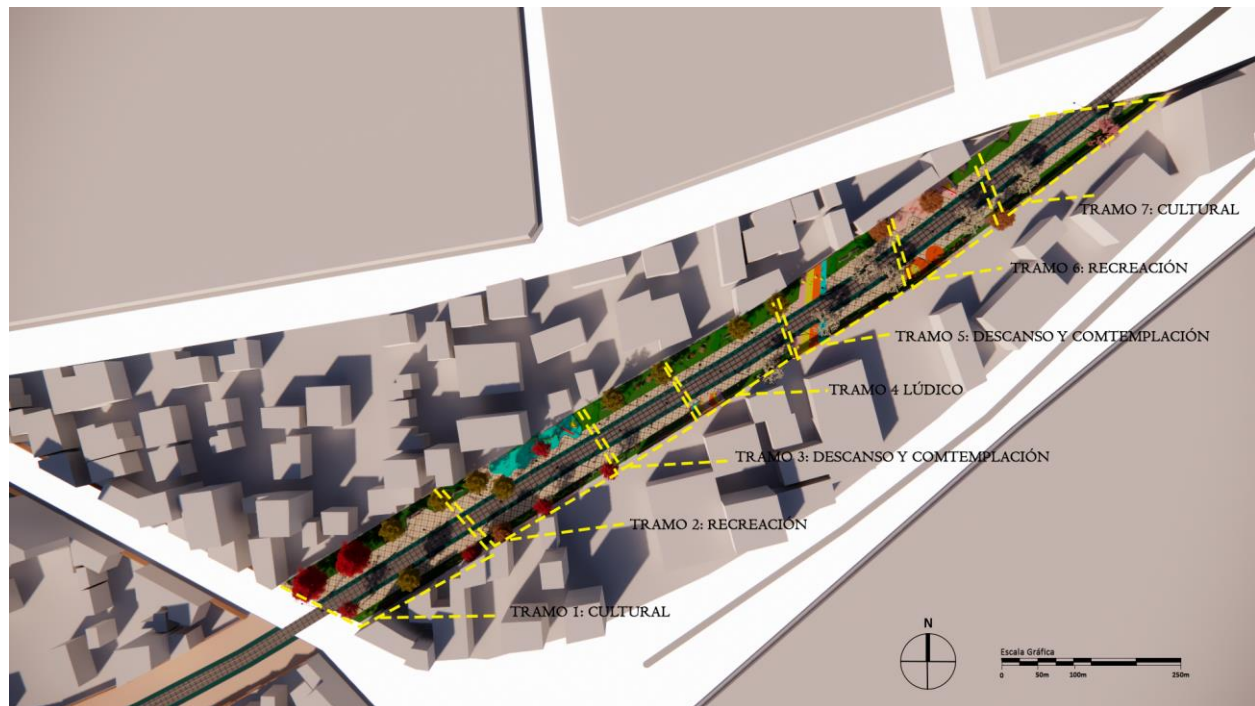 TRAMO 7: CULTURAL
TRAMO 6: RECREACIÓN
TRAMO 5: DESCANSO Y COMTEMPLACIÓN
TRAMO 4 LÚDICO
TRAMO 3: DESCANSO Y COMTEMPLACIÓN
TRAMO 2: RECREACIÓN
TRAMO 1: CULTURAL
N
Escala Gráfica
0 50m 100m 250m